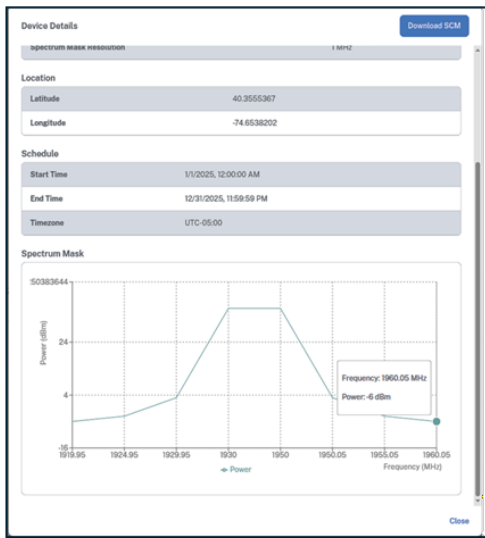 Device Details
Download SCM
Spectrum Mask Resolution 1 MHz
Location
Latitude 40.3555367
Longitude -74.6538202
Schedule
Start Time 1/1/2025, 12:00:00 AM
End Time 12/31/2025, 11:59:59 PM
Timezone UTC-05:00
Spectrum Mask
50383644
24
4
-16
Power (dBm)
Frequency: 1960.05 MHz
Power: -6 dBm
1919.95 1924.95 1929.95 1930 1950 1950.05 1955.05 1960.05
Frequency (MHz)
Power
Close